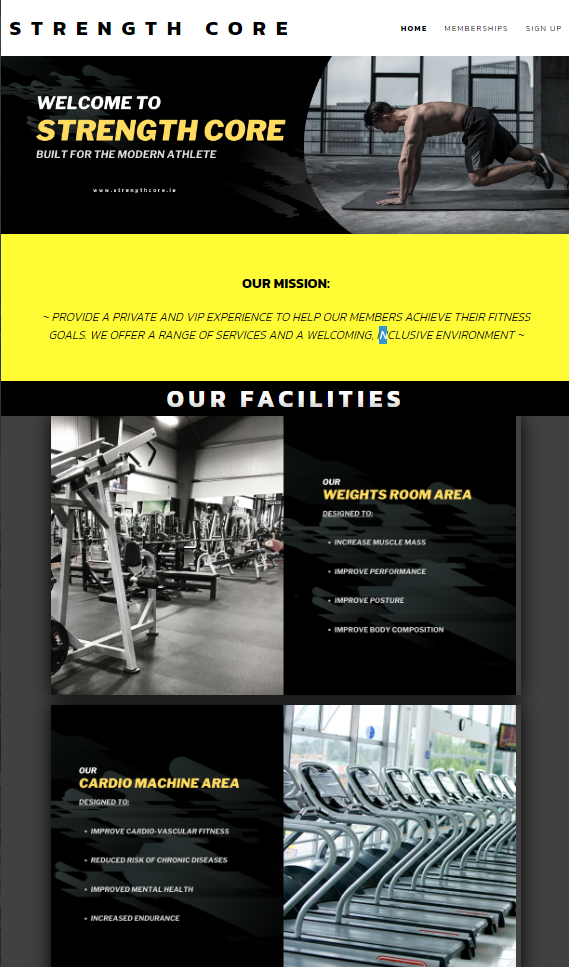 STRENGTH CORE
HOME MEMBERSHIPS SIGN UP
WELCOME TO
STRENGTH CORE
BUILT FOR THE MODERN ATHLETE
www.strengthcore.ie
OUR MISSION:
~ PROVIDE A PRIVATE AND VIP EXPERIENCE TO HELP OUR MEMBERS ACHIEVE THEIR FITNESS
GOALS. WE OFFER A RANGE OF SERVICES AND A WELCOMING, INCLUSIVE ENVIRONMENT ~
OUR FACILITIES
OUR
WEIGHTS ROOM AREA
DESIGNED TO:
• INCREASE MUSCLE MASS
• IMPROVE PERFORMANCE
• IMPROVE POSTURE
• IMPROVE BODY COMPOSITION
OUR
CARDIO MACHINE AREA
DESIGNED TO:
• IMPROVE CARDIO-VASCULAR FITNESS
• REDUCED RISK OF CHRONIC DISEASES
• IMPROVED MENTAL HEALTH
• INCREASED ENDURANCE